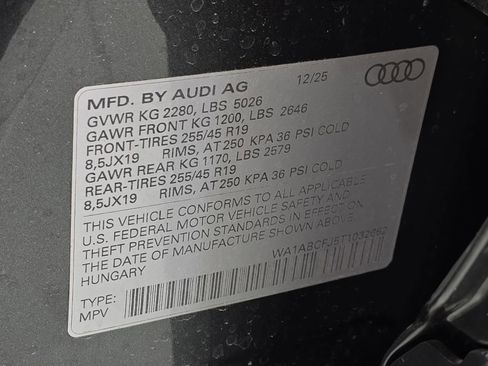 MFD. BY AUDI AG 12/25
GVWR KG 2280, LBS 5026
GAWR FRONT KG 1200, LBS 2646
FRONT-TIRES 255/45 R19
8,5JX19 RIMS, AT 250 KPA 36 PSI COLD
GAWR REAR KG 1170, LBS 2579
REAR-TIRES 255/45 R19
8,5JX19 RIMS, AT 250 KPA 36 PSI COLD
THIS VEHICLE CONFORMS TO ALL APPLICABLE
U.S. FEDERAL MOTOR VEHICLE SAFETY AND
THEFT PREVENTION STANDARDS IN EFFECT ON
THE DATE OF MANUFACTURE SHOWN ABOVE.
HUNGARY
WA1ABCFJ5T1032662
TYPE:
MPV